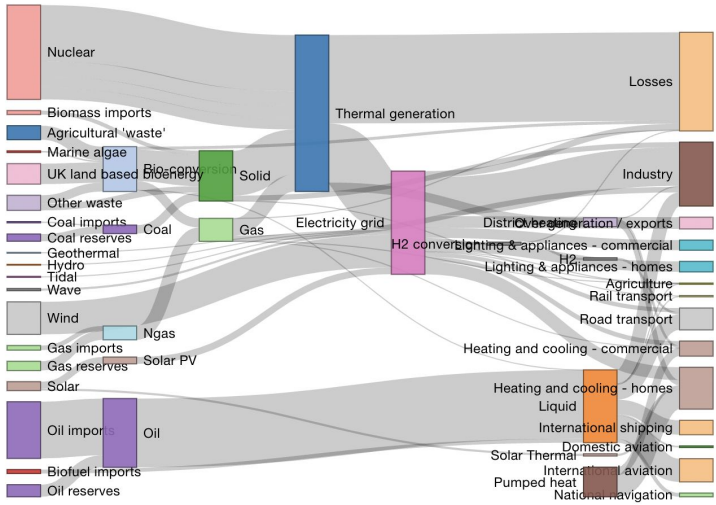 Nuclear
Biomass imports
Agricultural 'waste'
Marine algae
UK land based bioenergy
Other waste
Coal imports
Coal reserves
Geothermal
Hydro
Tidal
Wave
Wind
Gas imports
Gas reserves
Solar
Oil imports
Biofuel imports
Oil reserves
Bio-conversion
Coal
Ngas
Solar PV
Oil
Solid
Gas
Thermal generation
Electricity grid
H2 conversion
District heating
H2
Liquid
Solar Thermal
Pumped heat
Losses
Industry
Over generation / exports
Lighting & appliances - commercial
Lighting & appliances - homes
Agriculture
Rail transport
Road transport
Heating and cooling - commercial
Heating and cooling - homes
International shipping
Domestic aviation
International aviation
National navigation